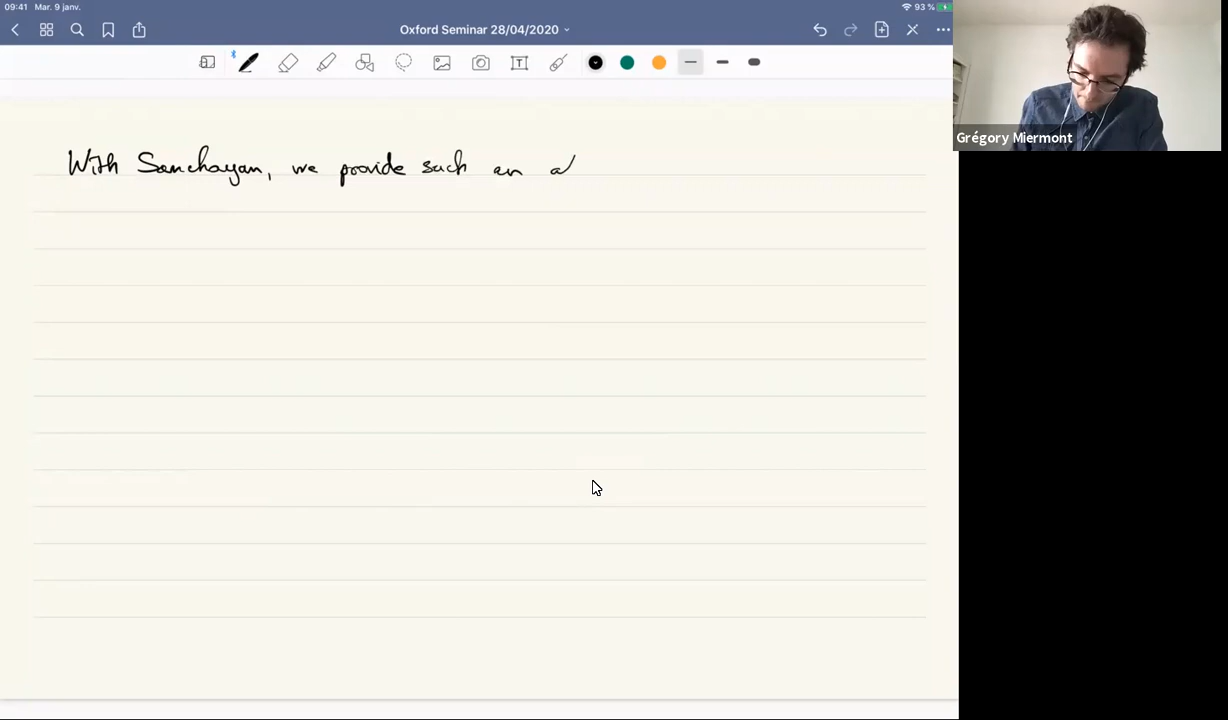 09:41 Mar. 9 janv.
93 %
Oxford Seminar 28/04/2020
T
Grégory Miermont
With Sanchayan, we provide such an a